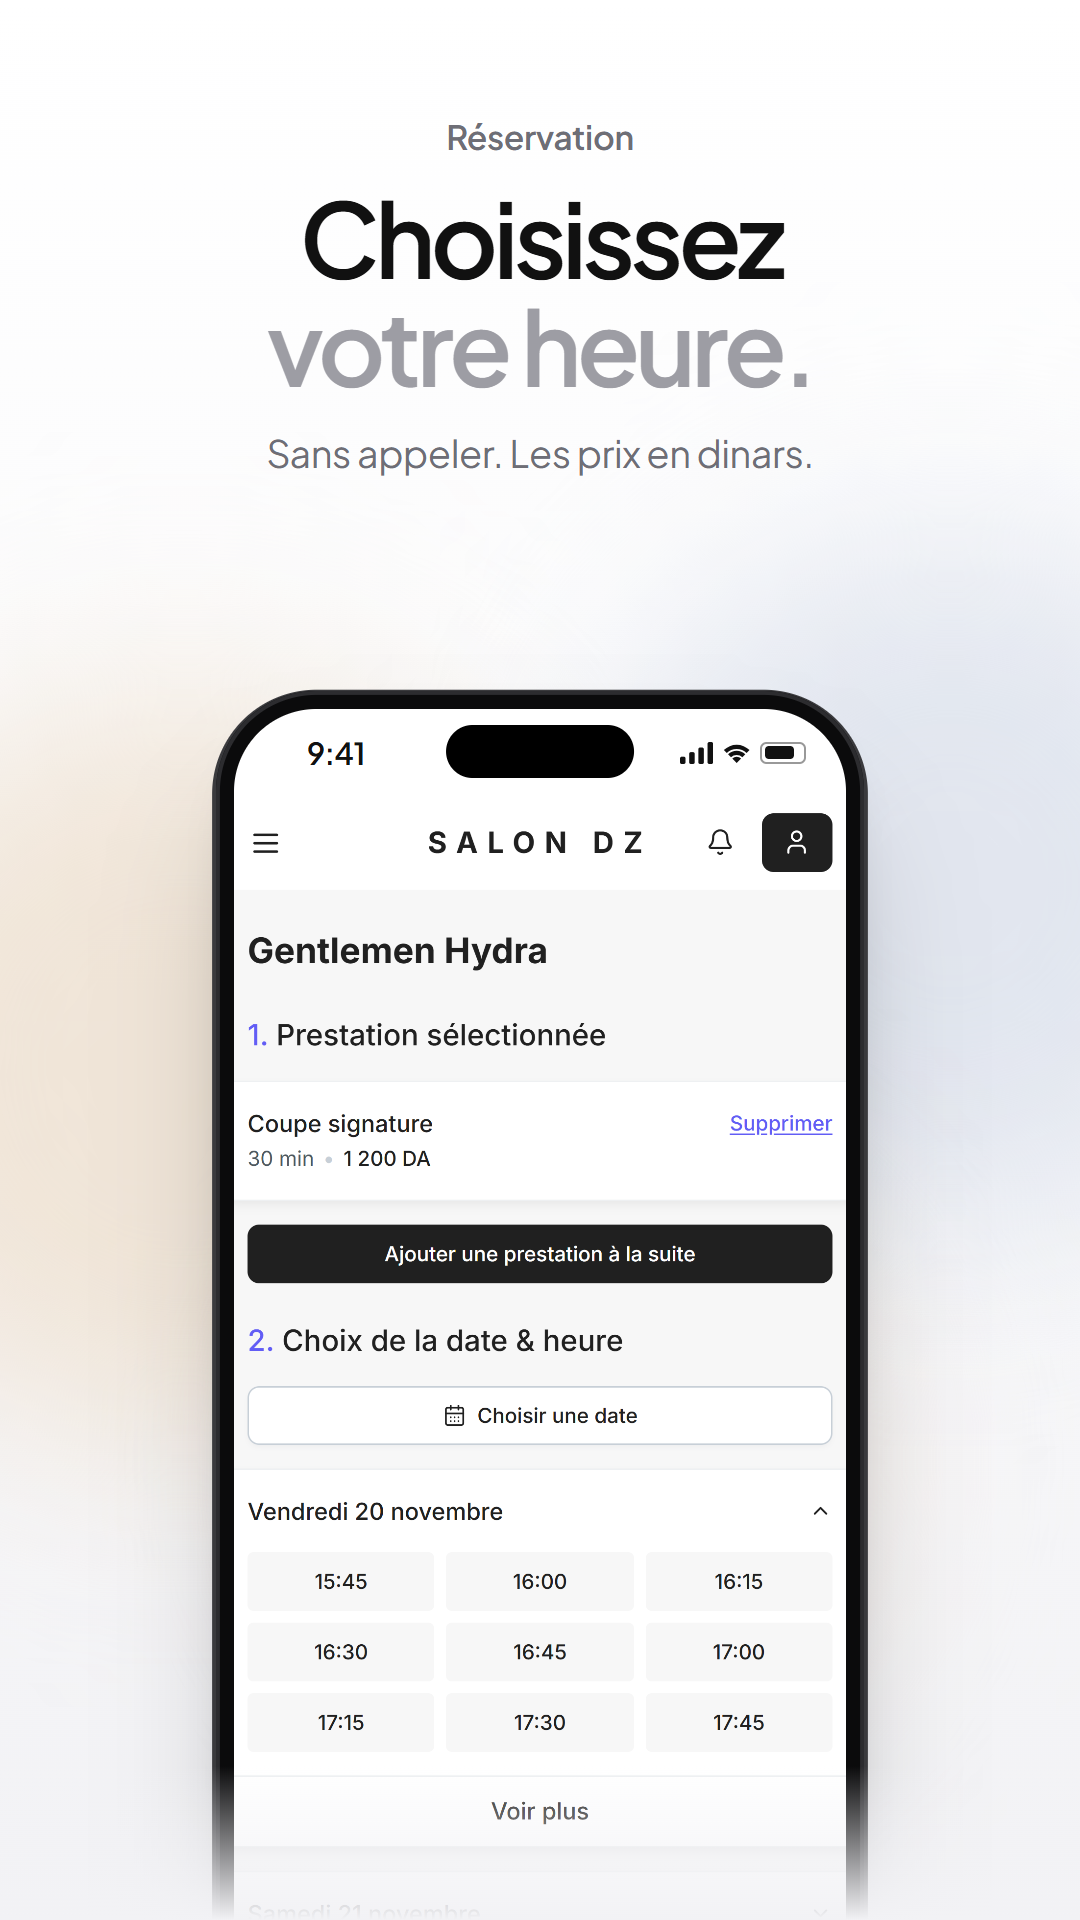 Réservation
Choisissez
votre heure.
Sans appeler. Les prix en dinars.
9:41
SALON DZ
Gentlemen Hydra
1. Prestation sélectionnée
Coupe signature
Supprimer
30 min • 1 200 DA
Ajouter une prestation à la suite
2. Choix de la date & heure
Choisir une date
Vendredi 20 novembre
15:45 16:00 16:15
16:30 16:45 17:00
17:15 17:30 17:45
Voir plus
Samedi 21 novembre